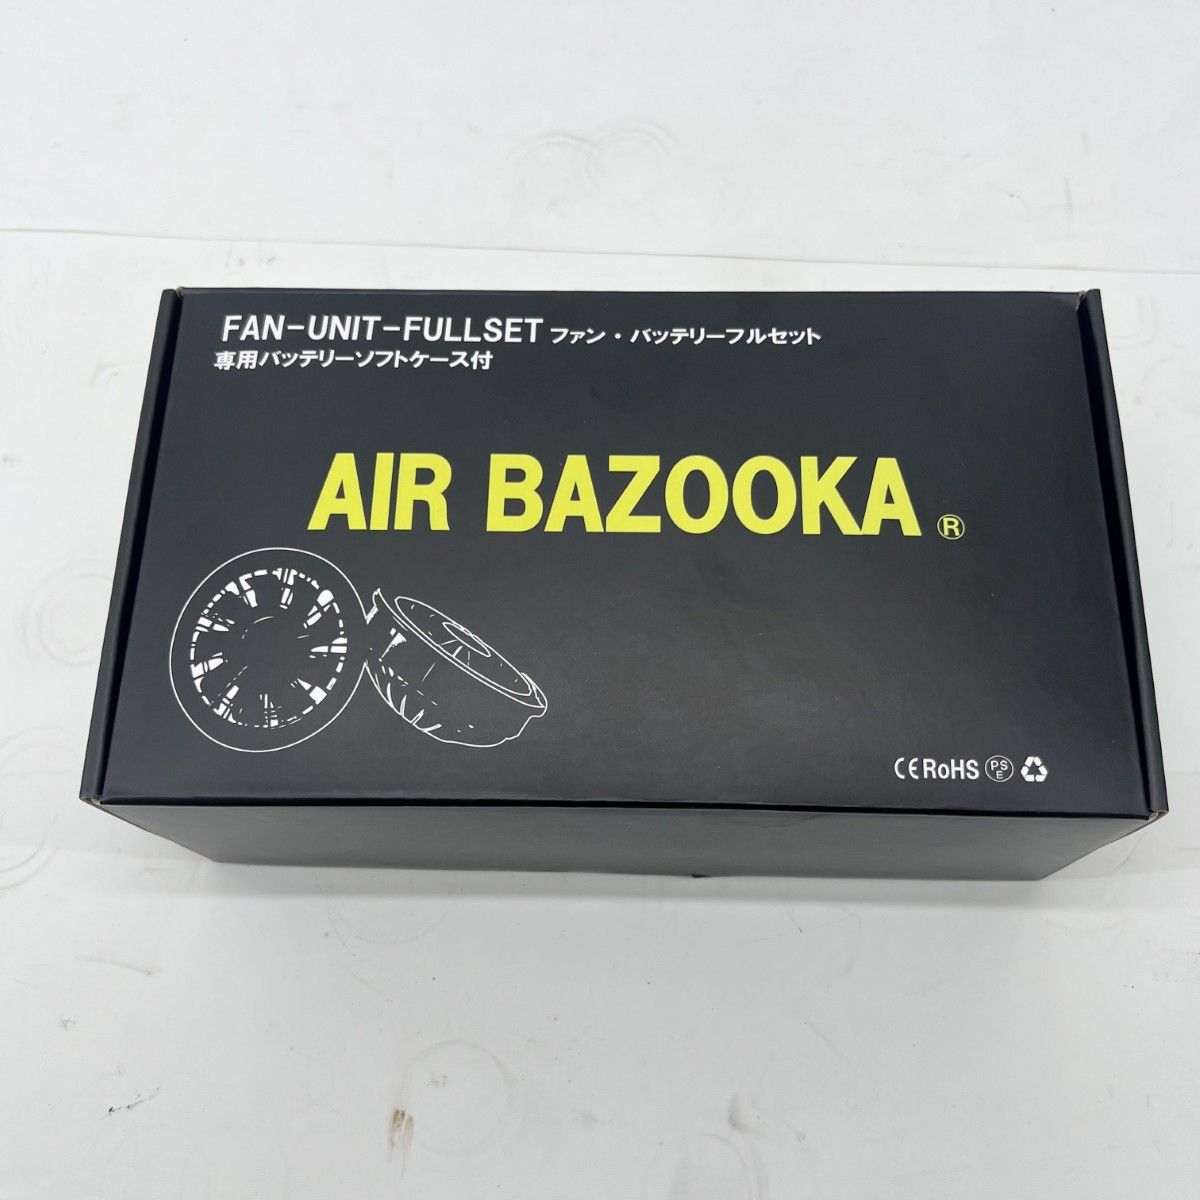 FAN-UNIT-FULLSET ファン・バッテリーフルセット
専用バッテリーソフトケース付
AIR BAZOOKA ®
CE RoHS PSE